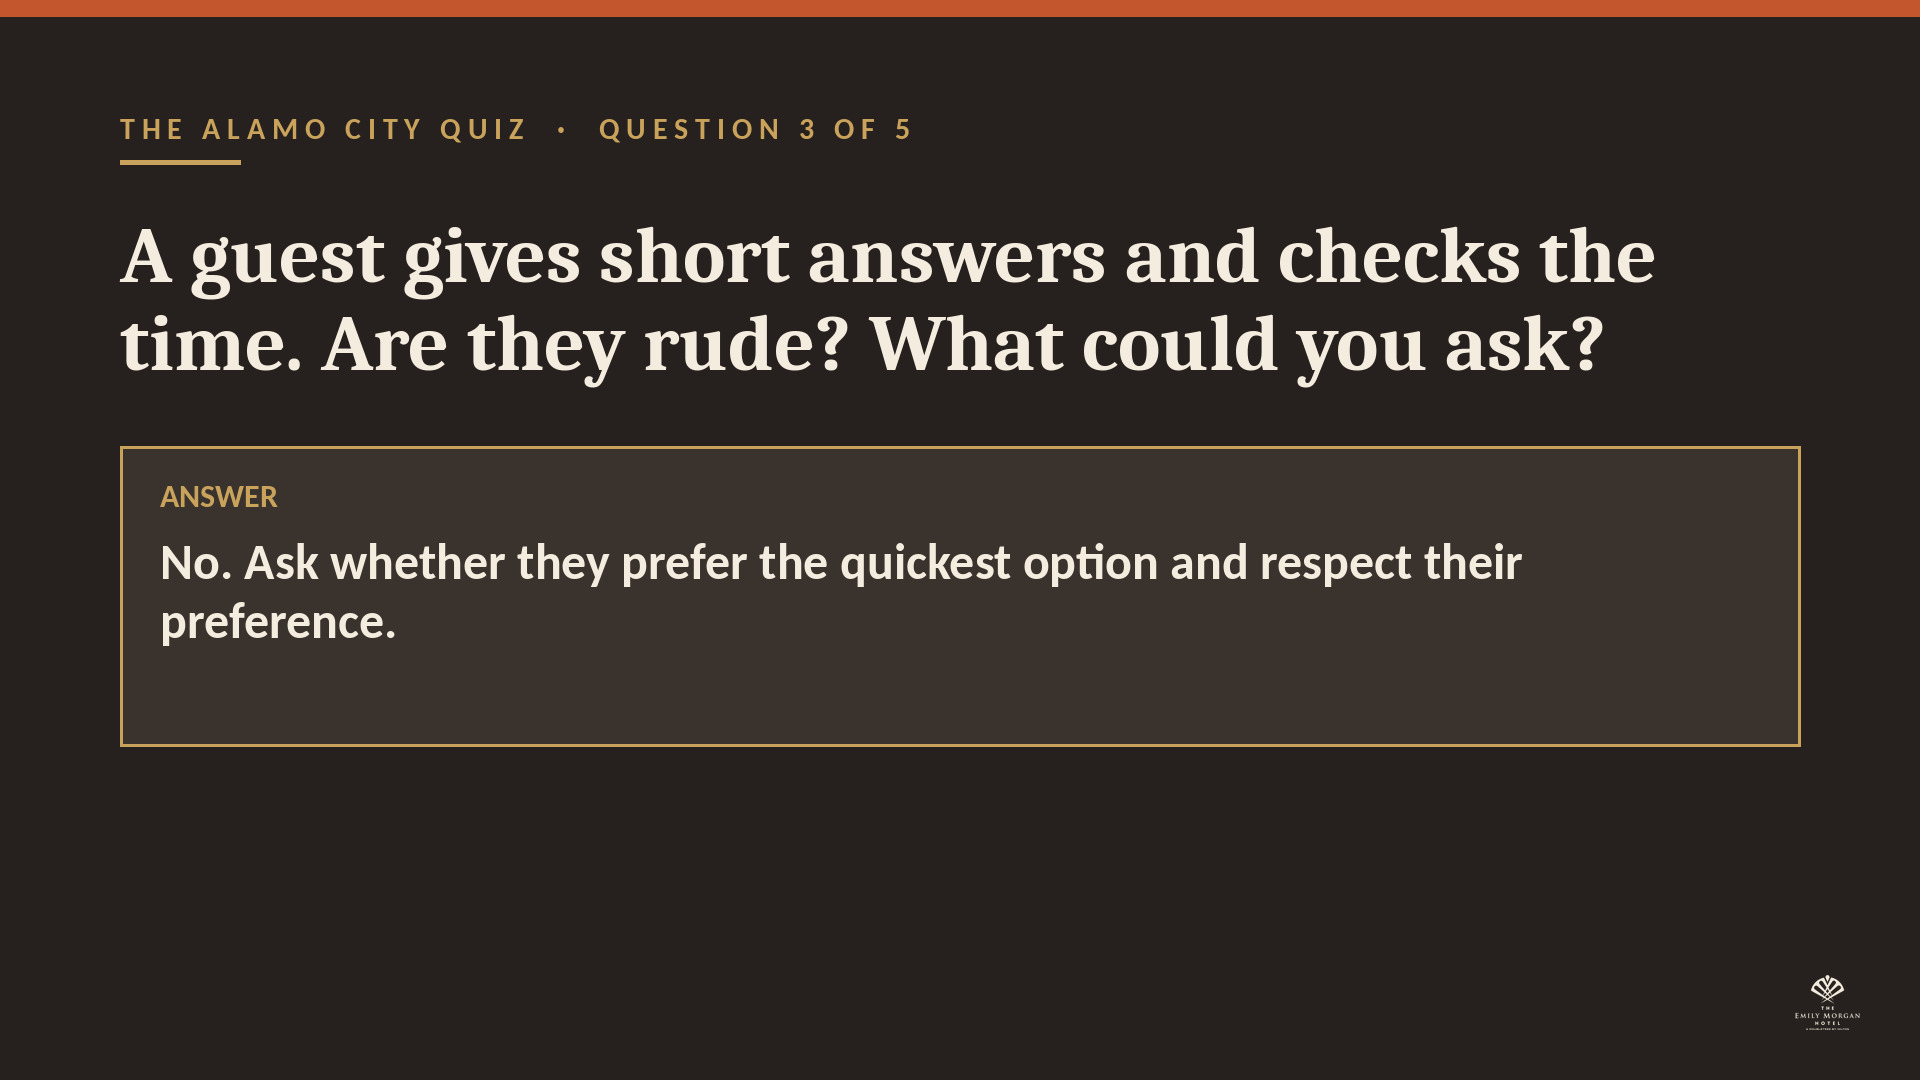 THE ALAMO CITY QUIZ · QUESTION 3 OF 5
A guest gives short answers and checks the
time. Are they rude? What could you ask?
ANSWER
No. Ask whether they prefer the quickest option and respect their
preference.
THE
EMILY MORGAN
HOTEL